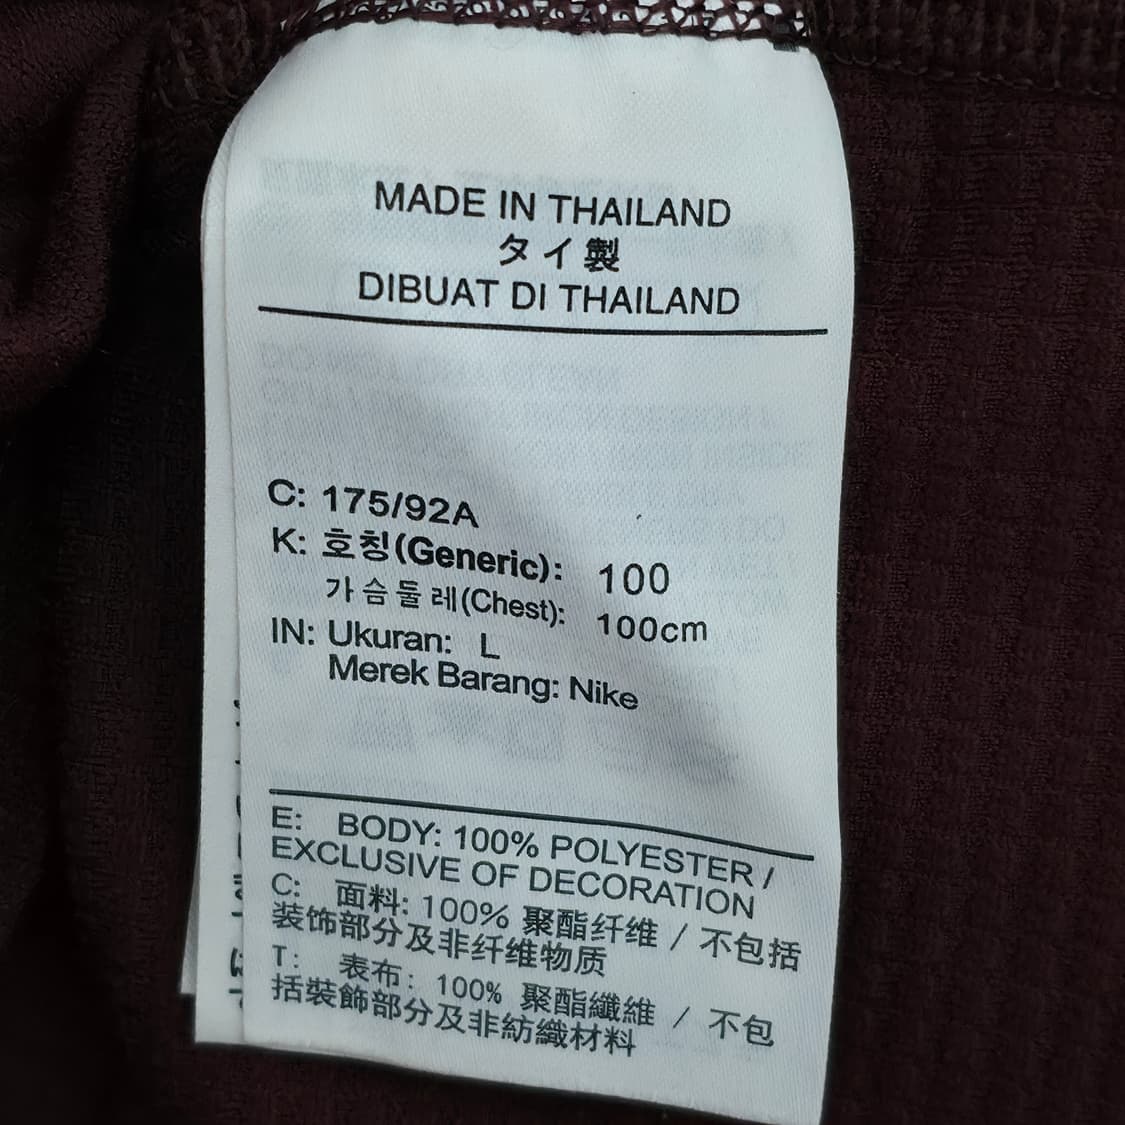 MADE IN THAILAND
タイ製
DIBUAT DI THAILAND
C: 175/92A
K: 호칭(Generic): 100
가슴둘레(Chest): 100cm
IN: Ukuran: L
Merek Barang: Nike
E: BODY: 100% POLYESTER /
EXCLUSIVE OF DECORATION
C: 面料: 100% 聚酯纤维 / 不包括
装饰部分及非纤维物质
T: 表布: 100% 聚酯纖維 / 不包
括裝飾部分及非紡織材料